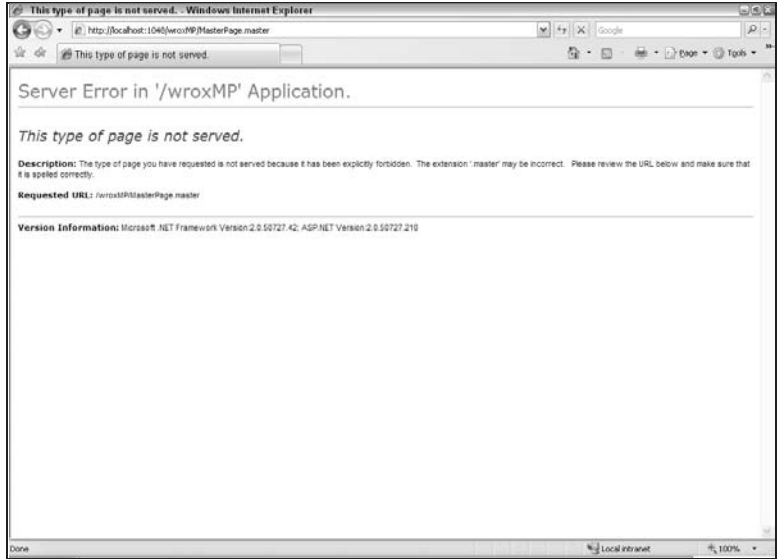 This type of page is not served. - Windows Internet Explorer
http://localhost:1040/wroxMP/MasterPage.master
Google
This type of page is not served.
Page
Tools
Server Error in '/wroxMP' Application.
This type of page is not served.
Description: The type of page you have requested is not served because it has been explicitly forbidden. The extension '.master' may be incorrect. Please review the URL below and make sure that
it is spelled correctly.
Requested URL: /wroxMP/MasterPage.master
Version Information: Microsoft .NET Framework Version:2.0.50727.42; ASP.NET Version:2.0.50727.210
Done
Local intranet
100%